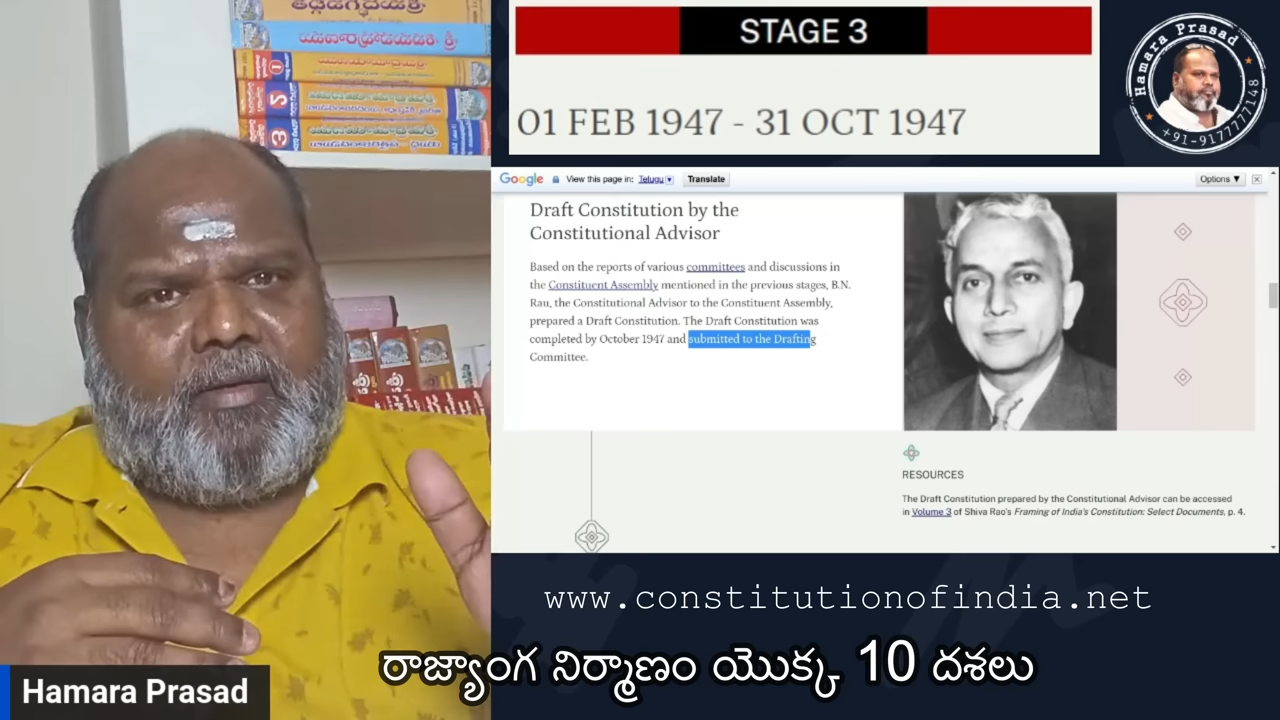 STAGE 3
01 FEB 1947 - 31 OCT 1947
Hamara Prasad
+91-9177777148
Google View this page in: Telugu Translate Options ▼
Draft Constitution by the
Constitutional Advisor
Based on the reports of various committees and discussions in
the Constituent Assembly mentioned in the previous stages, B.N.
Rau, the Constitutional Advisor to the Constituent Assembly,
prepared a Draft Constitution. The Draft Constitution was
completed by October 1947 and submitted to the Drafting
Committee.
RESOURCES
The Draft Constitution prepared by the Constitutional Advisor can be accessed
in Volume 3 of Shiva Rao's Framing of India's Constitution: Select Documents, p. 4.
www.constitutionofindia.net
రాజ్యాంగ నిర్మాణం యొక్క 10 దశలు
Hamara Prasad